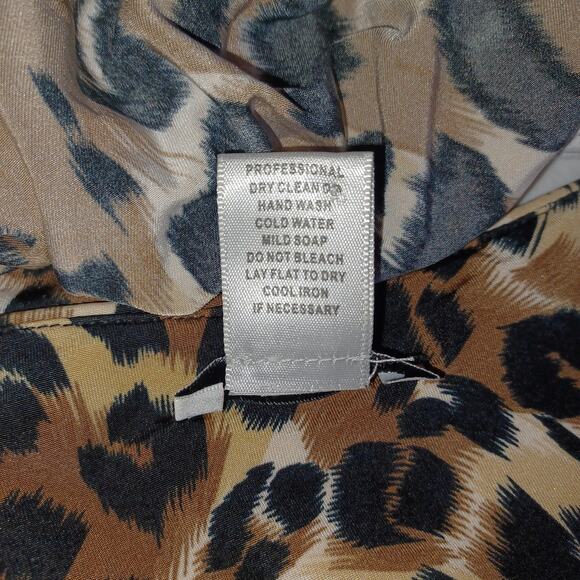 PROFESSIONAL
DRY CLEAN OR
HAND WASH
COLD WATER
MILD SOAP
DO NOT BLEACH
LAY FLAT TO DRY
COOL IRON
IF NECESSARY